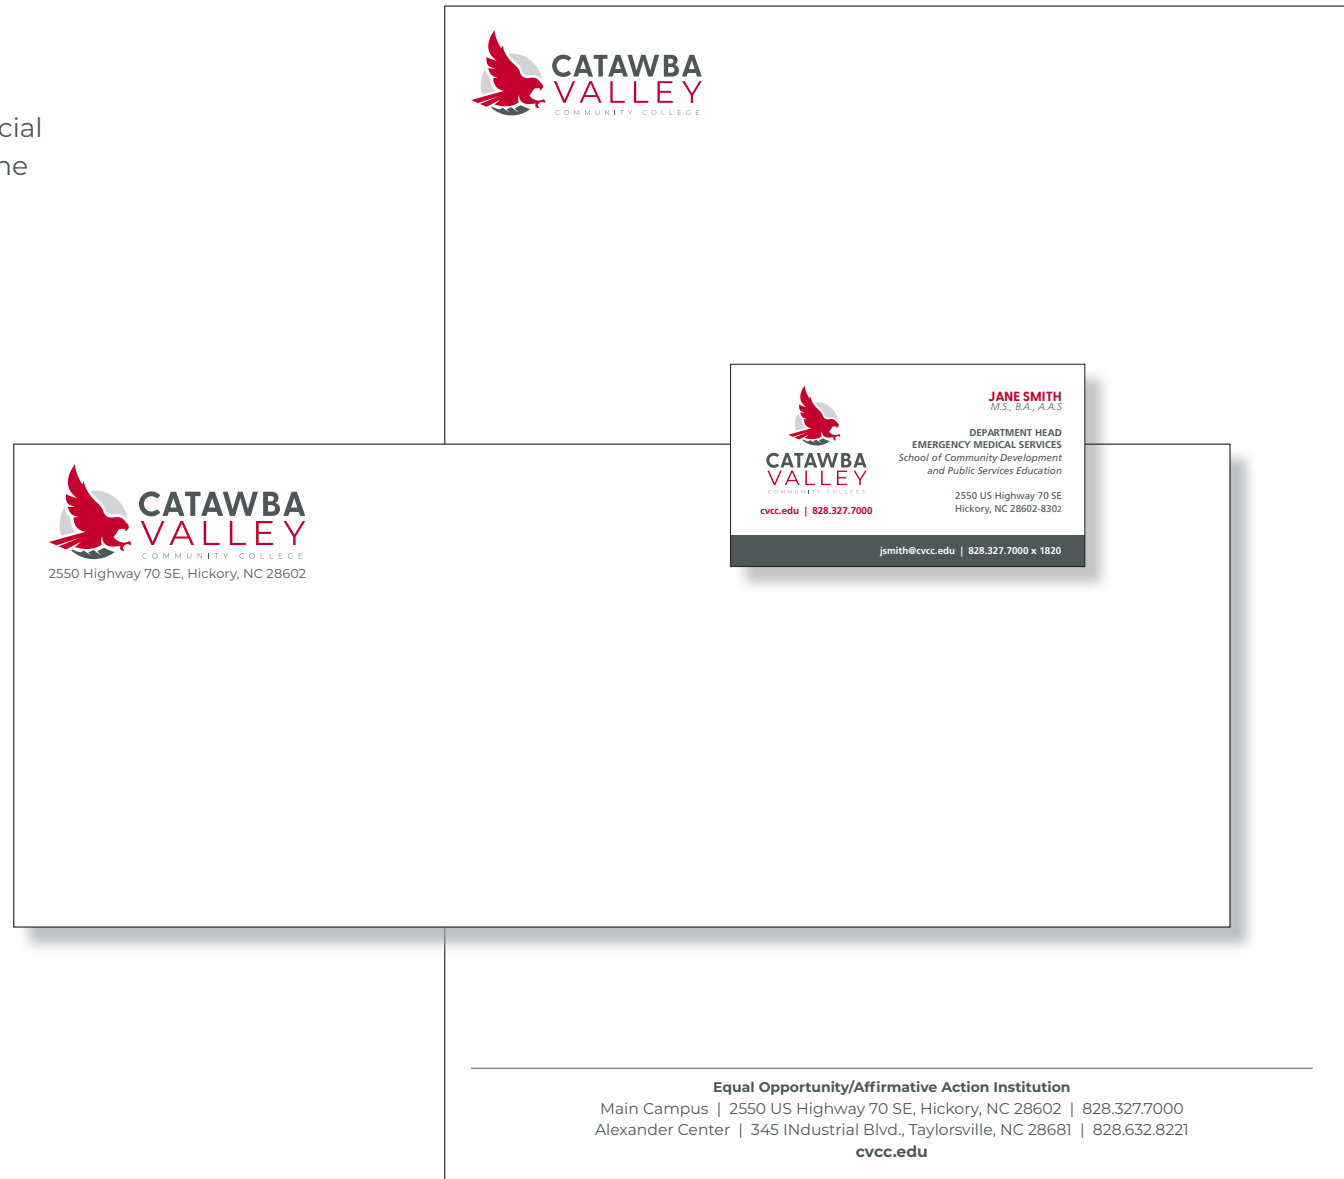 cial
ne
CATAWBA
VALLEY
COMMUNITY COLLEGE
JANE SMITH
M.S., B.A., A.A.S
DEPARTMENT HEAD
EMERGENCY MEDICAL SERVICES
School of Community Development
and Public Services Education
2550 US Highway 70 SE
Hickory, NC 28602-8302
CATAWBA
VALLEY
COMMUNITY COLLEGE
cvcc.edu | 828.327.7000
jsmith@cvcc.edu | 828.327.7000 x 1820
CATAWBA
VALLEY
COMMUNITY COLLEGE
2550 Highway 70 SE, Hickory, NC 28602
Equal Opportunity/Affirmative Action Institution
Main Campus | 2550 US Highway 70 SE, Hickory, NC 28602 | 828.327.7000
Alexander Center | 345 INdustrial Blvd., Taylorsville, NC 28681 | 828.632.8221
cvcc.edu